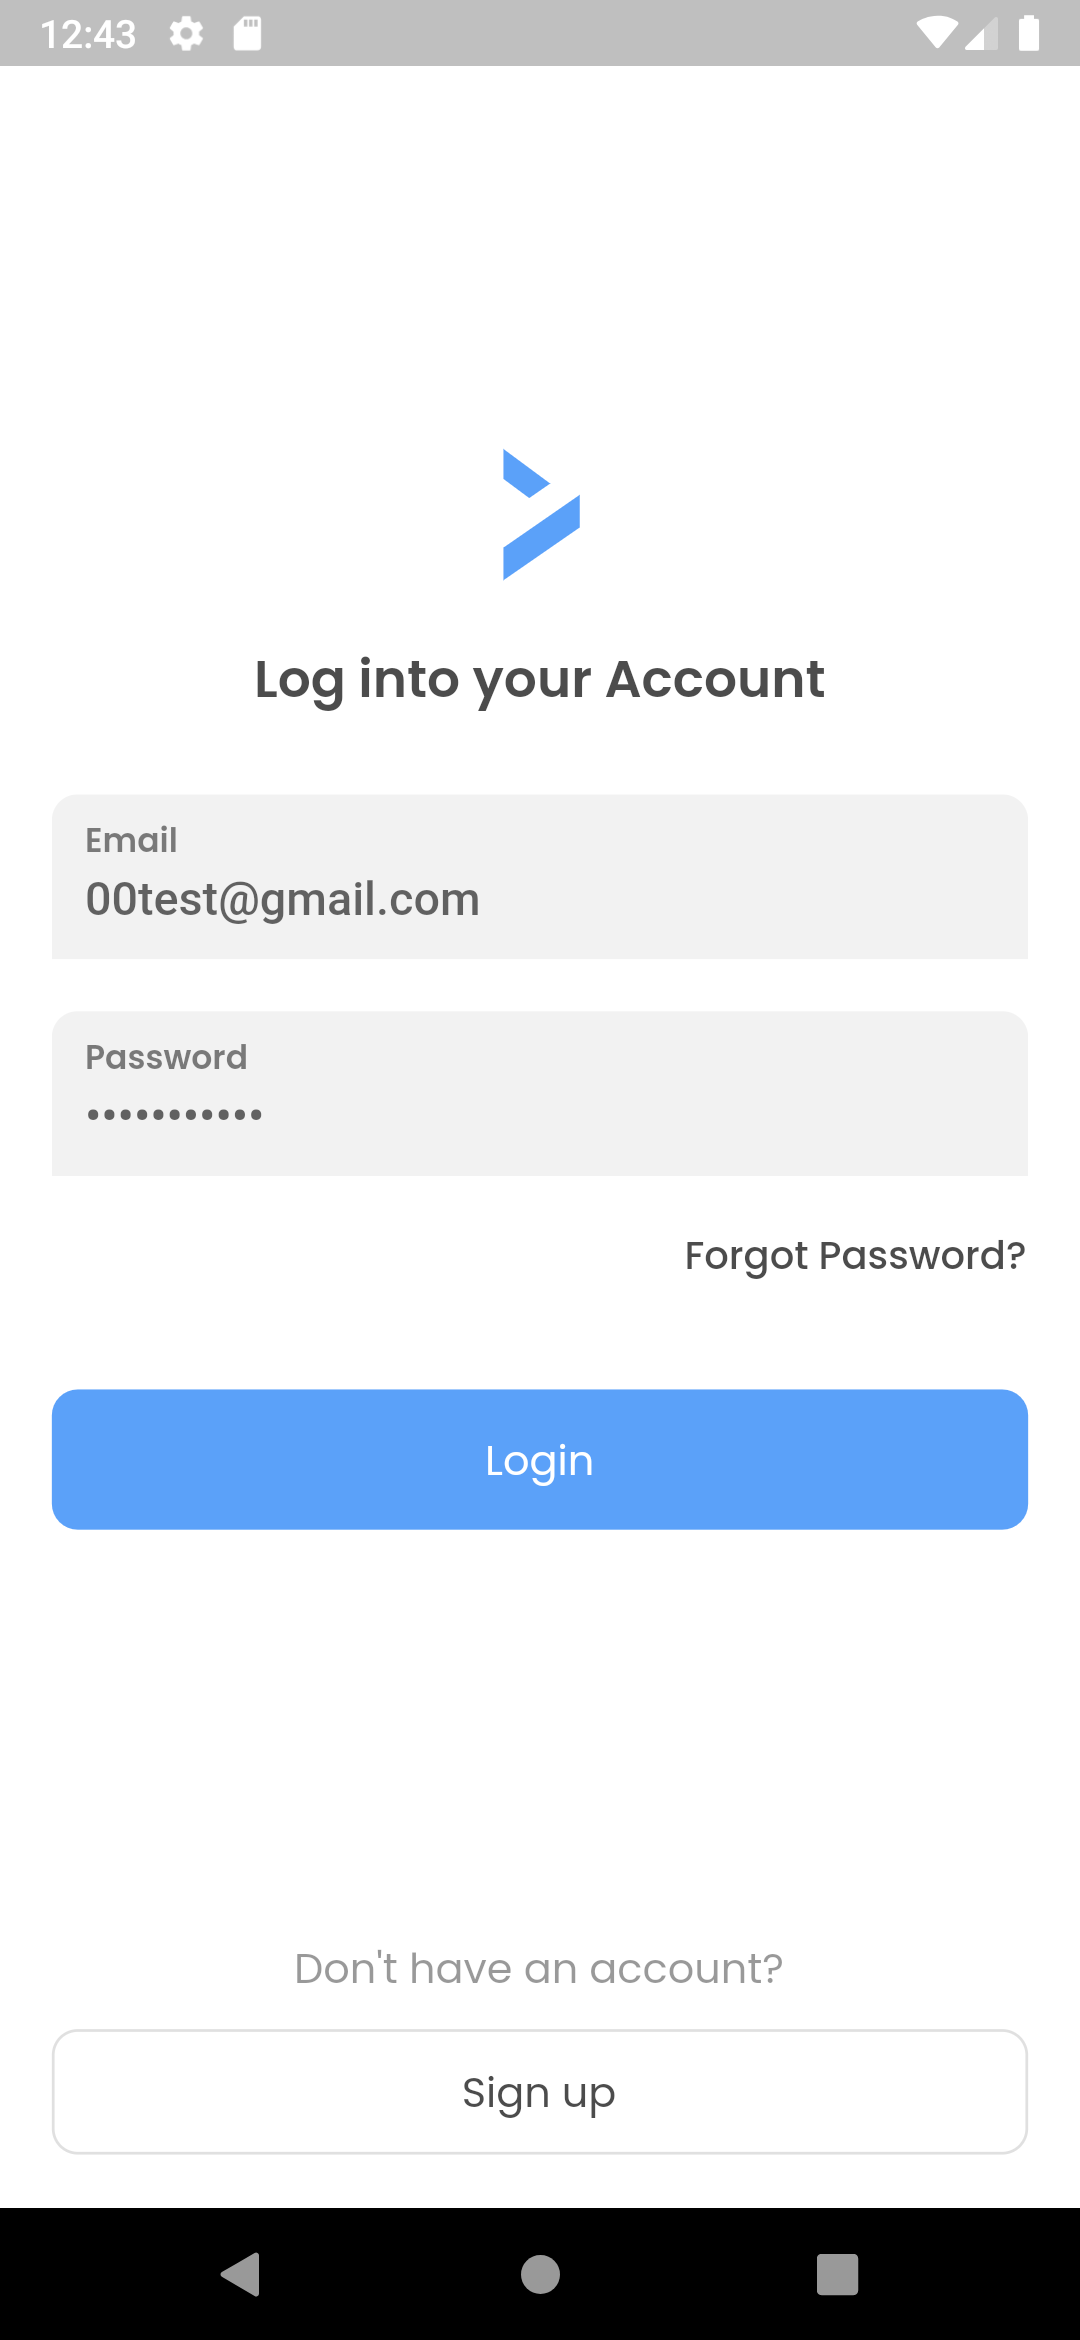 12:43
Log into your Account
Email
00test@gmail.com
Password
•••••••••••
Forgot Password?
Login
Don't have an account?
Sign up